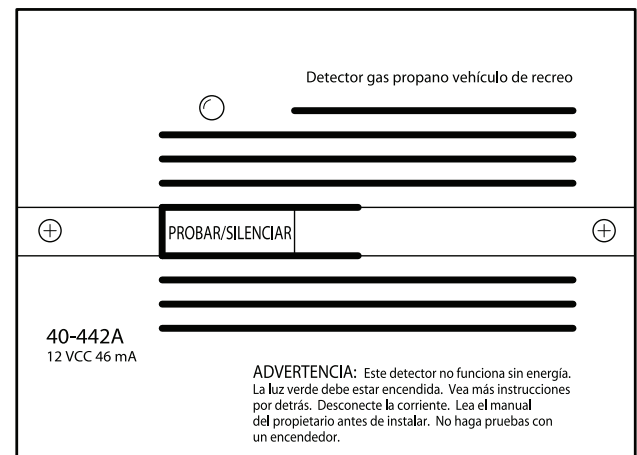 Detector gas propano vehículo de recreo
PROBAR/SILENCIAR
40-442A
12 VCC 46 mA
ADVERTENCIA: Este detector no funciona sin energía.
La luz verde debe estar encendida. Vea más instrucciones
por detrás. Desconecte la corriente. Lea el manual
del propietario antes de instalar. No haga pruebas con
un encendedor.